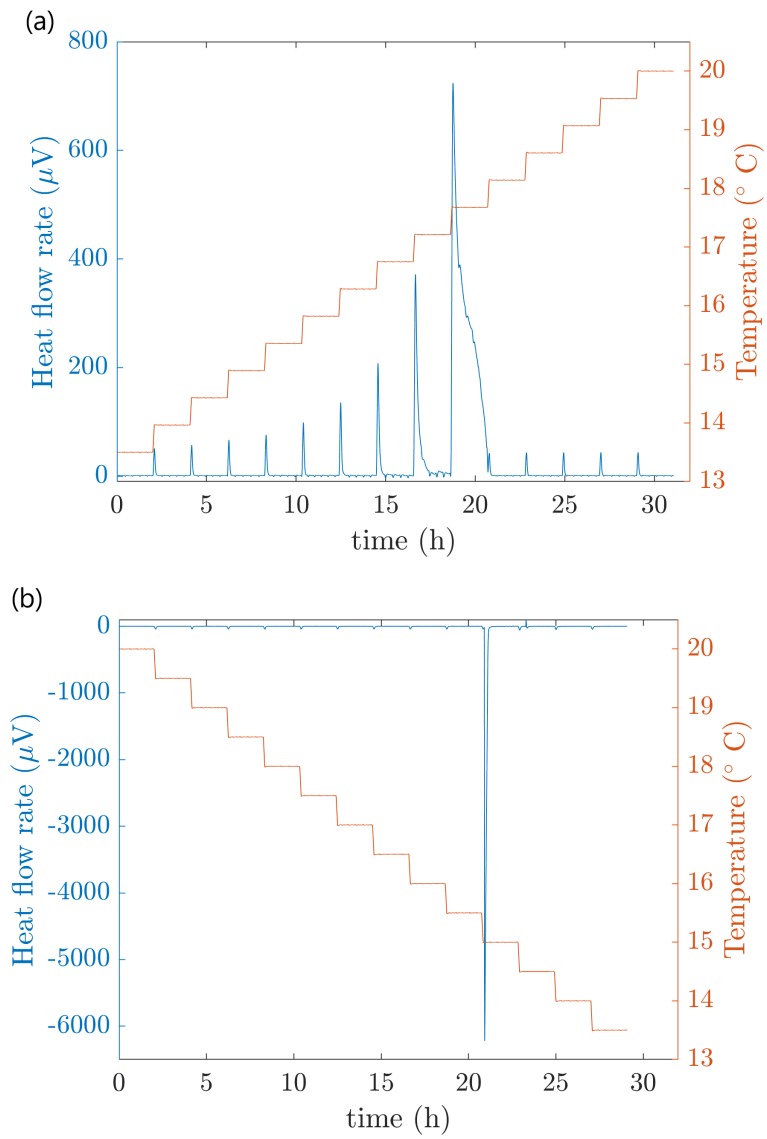 (a)
800
600
400
200
0
Heat flow rate (μV)
20
19
18
17
16
15
14
13
Temperature (° C)
0 5 10 15 20 25 30
time (h)
(b)
0
-1000
-2000
-3000
-4000
-5000
-6000
Heat flow rate (μV)
20
19
18
17
16
15
14
13
Temperature (° C)
0 5 10 15 20 25 30
time (h)